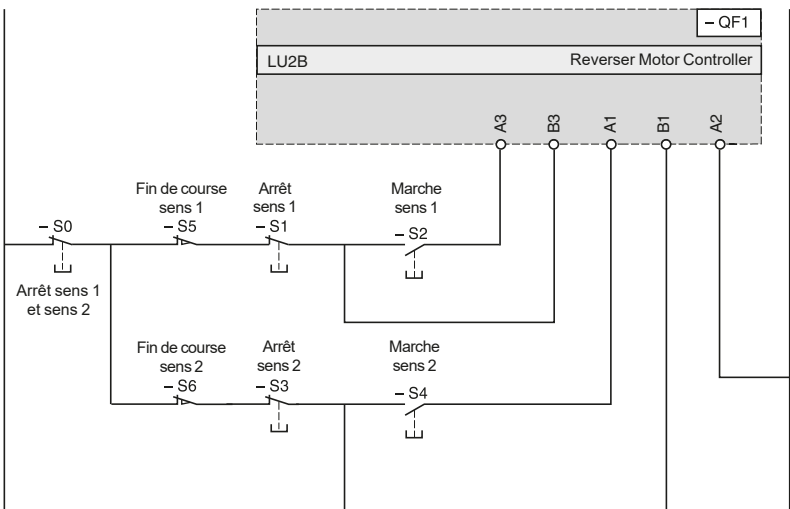 – QF1
LU2B Reverser Motor Controller
A3 B3 A1 B1 A2
Fin de course
sens 1
Arrêt
sens 1
Marche
sens 1
– S0
– S5
– S1
– S2
Arrêt sens 1
et sens 2
Fin de course
sens 2
Arrêt
sens 2
Marche
sens 2
– S6
– S3
– S4